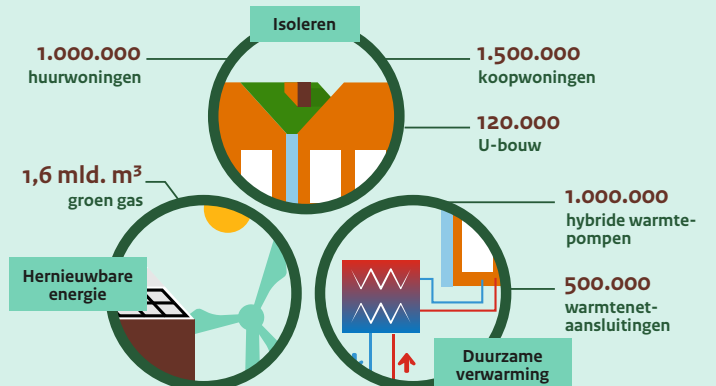 Isoleren
1.000.000
huurwoningen
1.500.000
koopwoningen
120.000
U-bouw
1,6 mld. m³
groen gas
Hernieuwbare
energie
1.000.000
hybride warmte-
pompen
500.000
warmtenet-
aansluitingen
Duurzame
verwarming